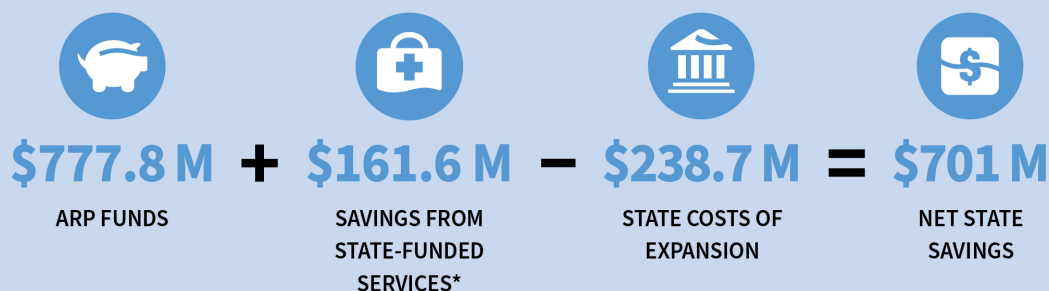 $777.8 M + $161.6 M – $238.7 M = $701 M
ARP FUNDS
SAVINGS FROM
STATE-FUNDED
SERVICES*
STATE COSTS OF
EXPANSION
NET STATE
SAVINGS